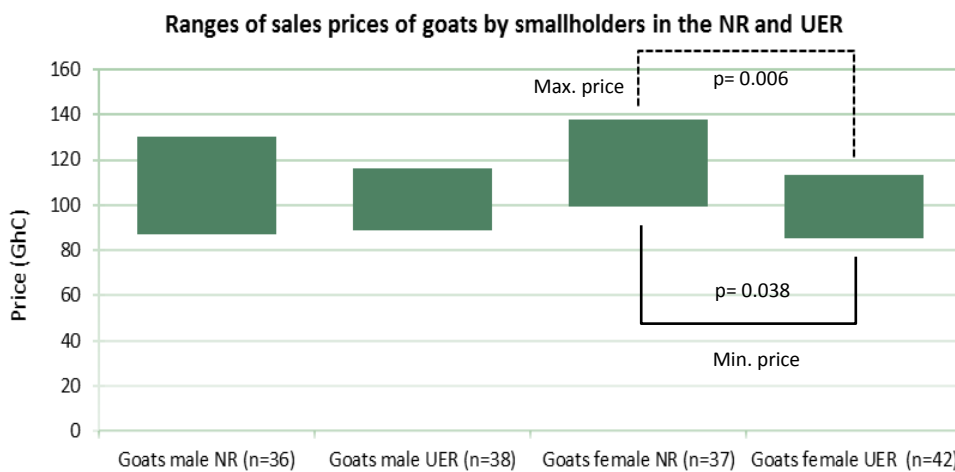 Ranges of sales prices of goats by smallholders in the NR and UER
160
140
120
100
80
60
40
20
0
Price (GhC)
Max. price
p= 0.006
p= 0.038
Min. price
Goats male NR (n=36)
Goats male UER (n=38)
Goats female NR (n=37)
Goats female UER (n=42)